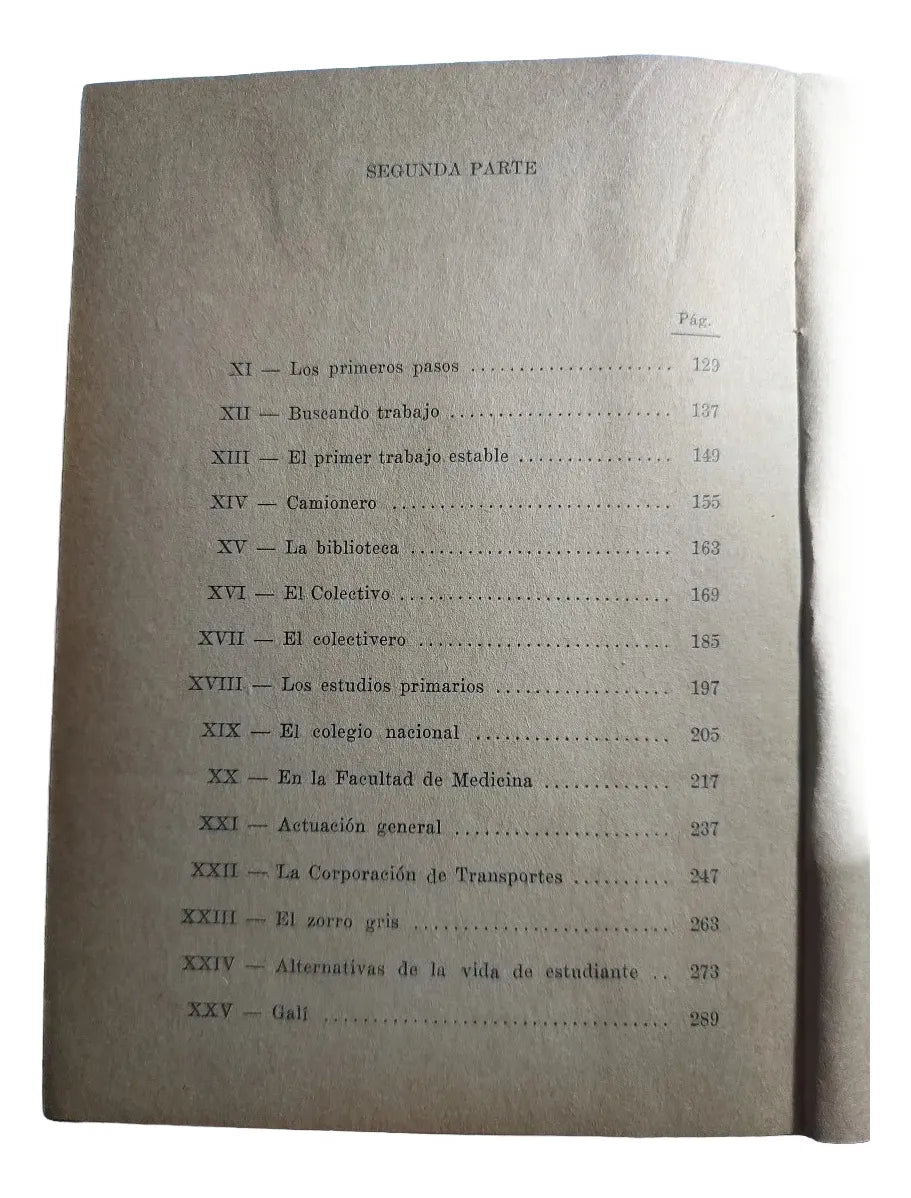 SEGUNDA PARTE
Pág.
XI — Los primeros pasos ..................... 129
XII — Buscando trabajo ....................... 137
XIII — El primer trabajo estable ................ 149
XIV — Camionero ............................. 155
XV — La biblioteca ........................... 163
XVI — El Colectivo ............................ 169
XVII — El colectivero .......................... 185
XVIII — Los estudios primarios .................. 197
XIX — El colegio nacional .................... 205
XX — En la Facultad de Medicina ............. 217
XXI — Actuación general ...................... 237
XXII — La Corporación de Transportes .......... 247
XXIII — El zorro gris .......................... 263
XXIV — Alternativas de la vida de estudiante .. 273
XXV — Galí ................................... 289